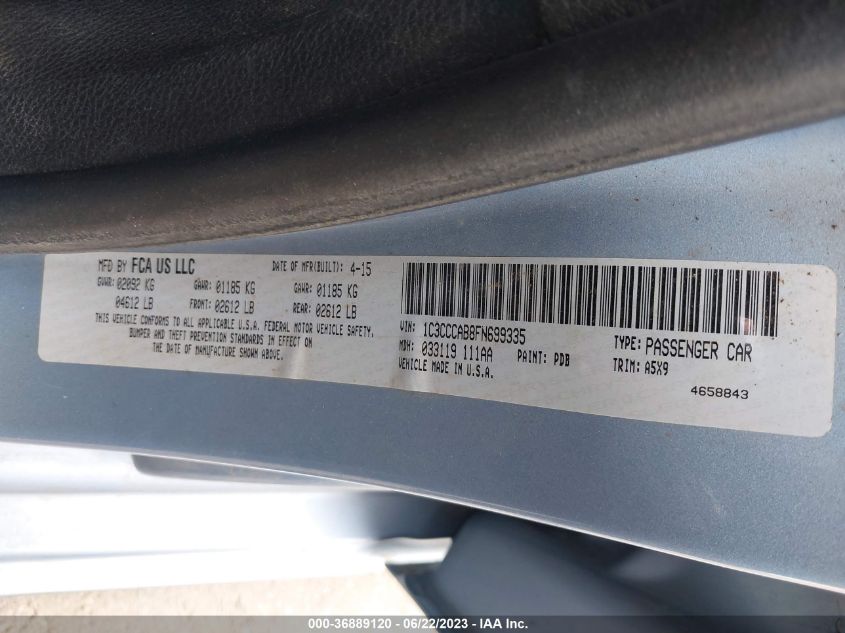 MFD BY FCA US LLC DATE OF MFR(BUILT): 4-15
GVWR: 02092 KG GAWR: 01185 KG GAWR: 01185 KG
04612 LB FRONT: 02612 LB REAR: 02612 LB
THIS VEHICLE CONFORMS TO ALL APPLICABLE U.S.A. FEDERAL MOTOR VEHICLE SAFETY,
BUMPER AND THEFT PREVENTION STANDARDS IN EFFECT ON
THE DATE OF MANUFACTURE SHOWN ABOVE.
VIN: 1C3CCCAB8FN699335
MDH: 033119 111AA PAINT: PDB
VEHICLE MADE IN U.S.A.
TYPE: PASSENGER CAR
TRIM: A5X9
4658843
000-36889120 - 06/22/2023 - IAA Inc.